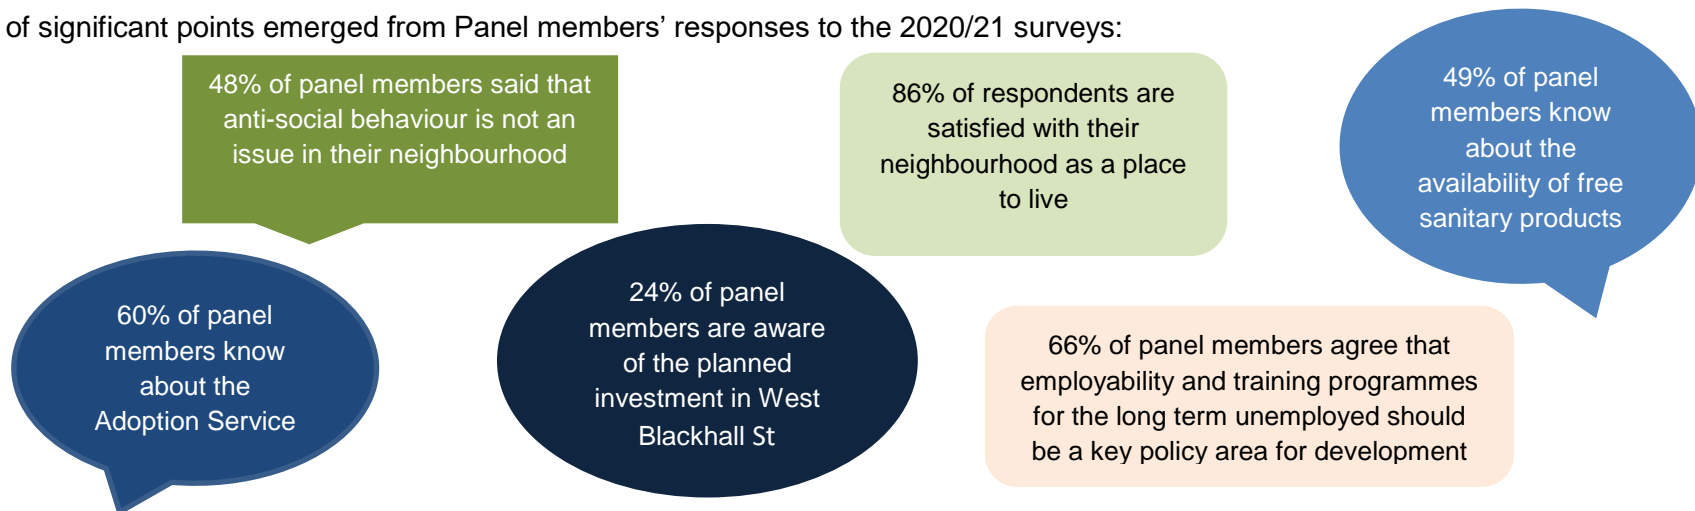 of significant points emerged from Panel members’ responses to the 2020/21 surveys:
48% of panel members said that
anti-social behaviour is not an
issue in their neighbourhood
86% of respondents are
satisfied with their
neighbourhood as a place
to live
49% of panel
members know
about the
availability of free
sanitary products
60% of panel
members know
about the
Adoption Service
24% of panel
members are aware
of the planned
investment in West
Blackhall St
66% of panel members agree that
employability and training programmes
for the long term unemployed should
be a key policy area for development